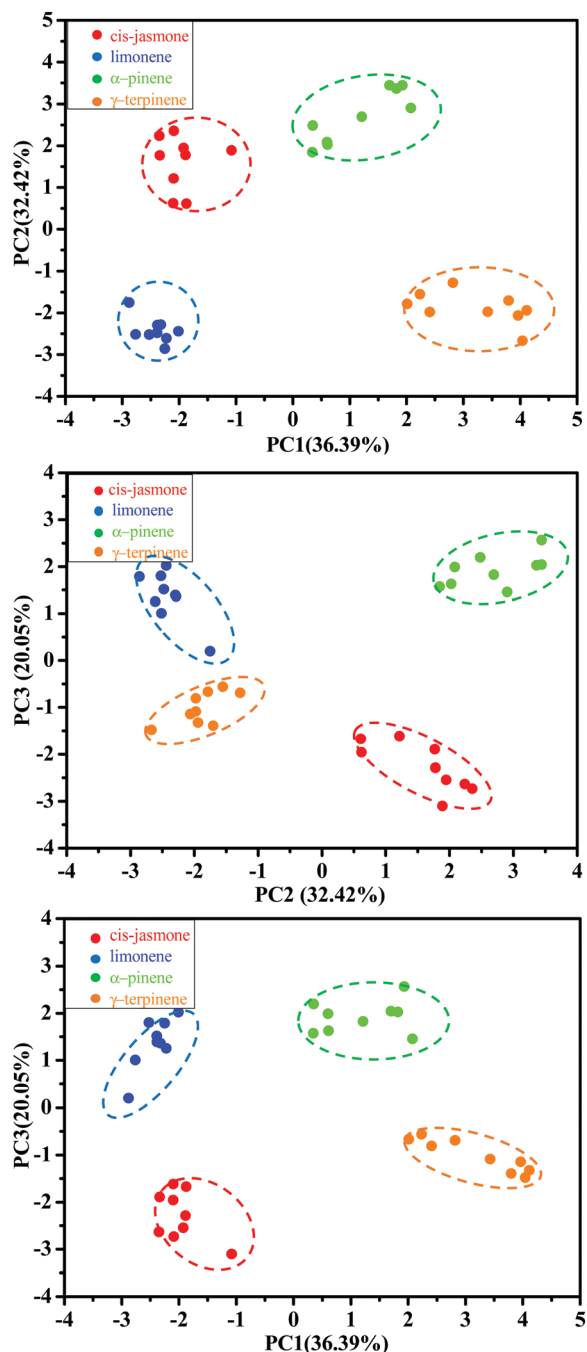 5
4
3
2
1
0
-1
-2
-3
-4
PC2(32.42%)
cis-jasmone
limonene
α–pinene
γ–terpinene
-4 -3 -2 -1 0 1 2 3 4 5
PC1(36.39%)
4
3
2
1
0
-1
-2
-3
-4
PC3 (20.05%)
cis-jasmone
limonene
α–pinene
γ–terpinene
-4 -3 -2 -1 0 1 2 3 4
PC2 (32.42%)
4
3
2
1
0
-1
-2
-3
-4
PC3(20.05%)
cis-jasmone
limonene
α–pinene
γ–terpinene
-4 -3 -2 -1 0 1 2 3 4 5
PC1(36.39%)